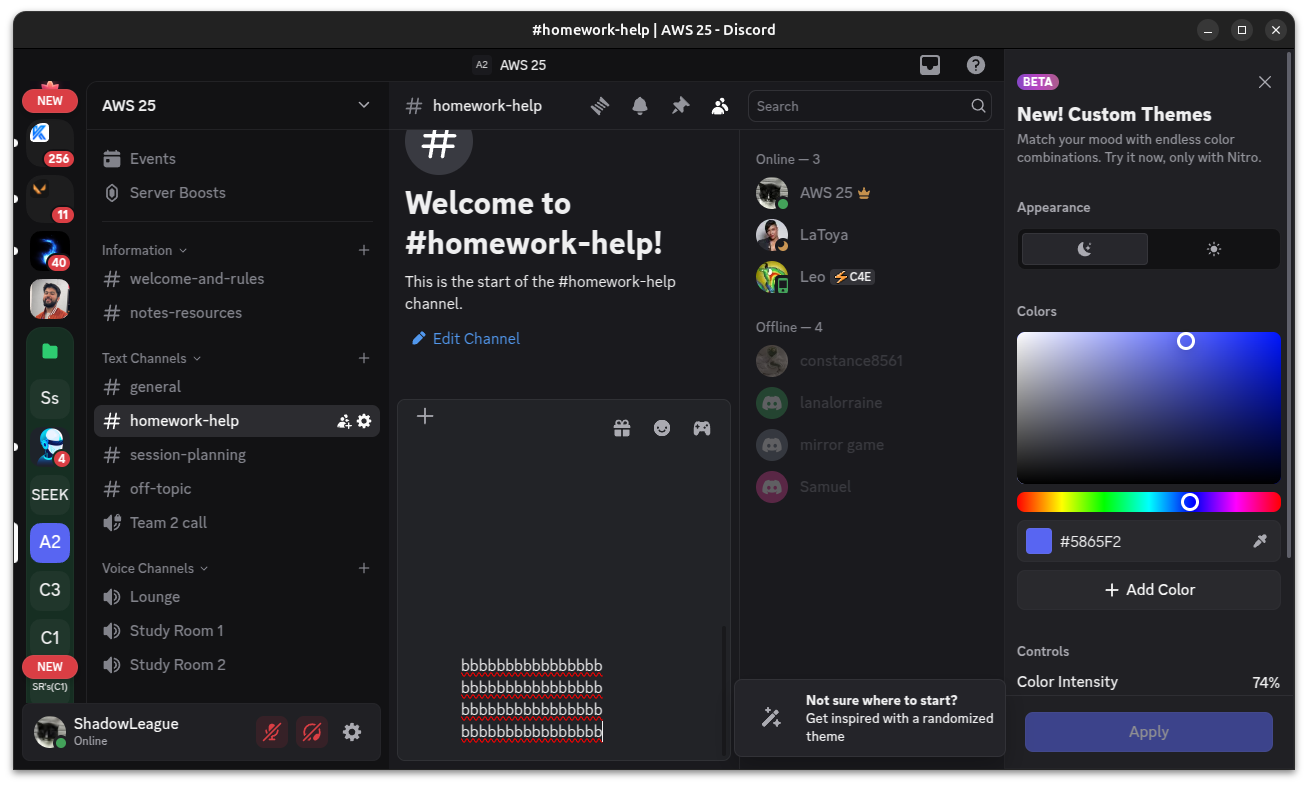 #homework-help | AWS 25 - Discord
A2 AWS 25
NEW
256
11
40
Ss
4
SEEK
A2
C3
C1
NEW
SR's(C1)
AWS 25
Events
Server Boosts
Information
welcome-and-rules
notes-resources
Text Channels
general
homework-help
session-planning
off-topic
Team 2 call
Voice Channels
Lounge
Study Room 1
Study Room 2
ShadowLeague
Online
homework-help
Search
Welcome to
#homework-help!
This is the start of the #homework-help
channel.
Edit Channel
bbbbbbbbbbbbbbbb
bbbbbbbbbbbbbbbb
bbbbbbbbbbbbbbbb
bbbbbbbbbbbbbbbb
Online — 3
AWS 25
LaToya
Leo C4E
Offline — 4
constance8561
lanalorraine
mirror game
Samuel
Not sure where to start?
Get inspired with a randomized
theme
BETA
New! Custom Themes
Match your mood with endless color
combinations. Try it now, only with Nitro.
Appearance
Colors
#5865F2
Add Color
Controls
Color Intensity 74%
Apply